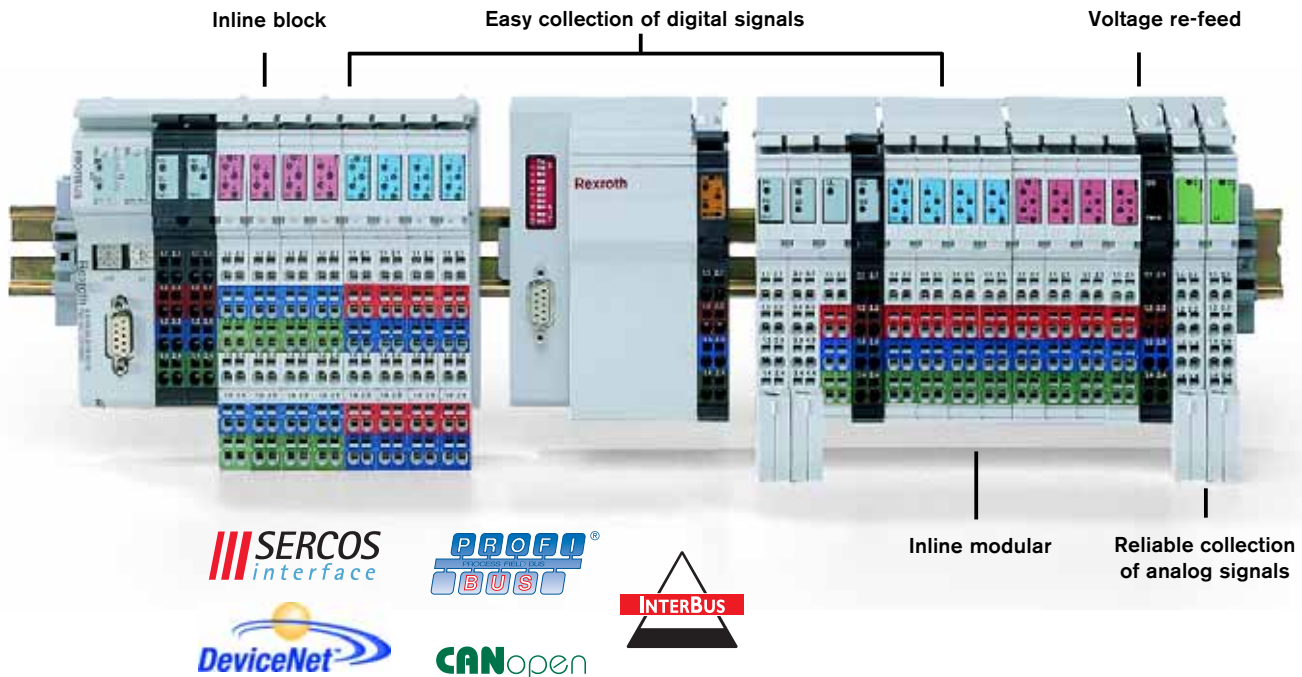 Inline block
Easy collection of digital signals
Voltage re-feed
Rexroth
Inline modular
Reliable collection
of analog signals
SERCOS
interface
PROFI®
PROCESS FIELD BUS
BUS
INTERBUS
DeviceNet™
CANopen